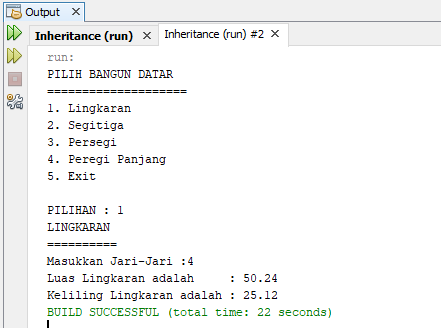 Output ×
Inheritance (run) × Inheritance (run) #2 ×
run:
PILIH BANGUN DATAR
====================
1. Lingkaran
2. Segitiga
3. Persegi
4. Peregi Panjang
5. Exit
PILIHAN : 1
LINGKARAN
==========
Masukkan Jari-Jari :4
Luas Lingkaran adalah     : 50.24
Keliling Lingkaran adalah : 25.12
BUILD SUCCESSFUL (total time: 22 seconds)